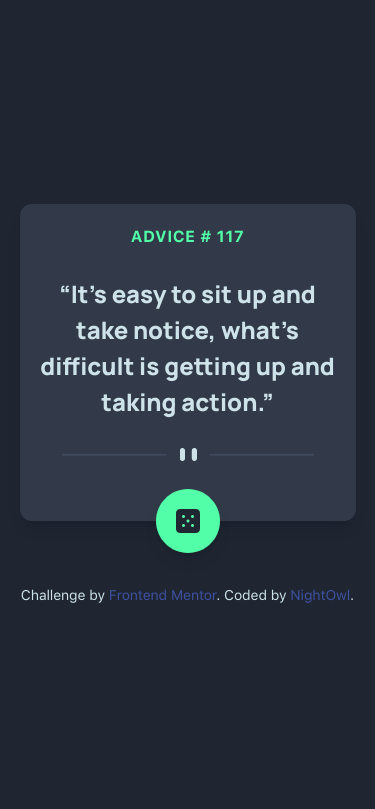 ADVICE # 117
“It’s easy to sit up and
take notice, what’s
difficult is getting up and
taking action.”
Challenge by Frontend Mentor. Coded by NightOwl.